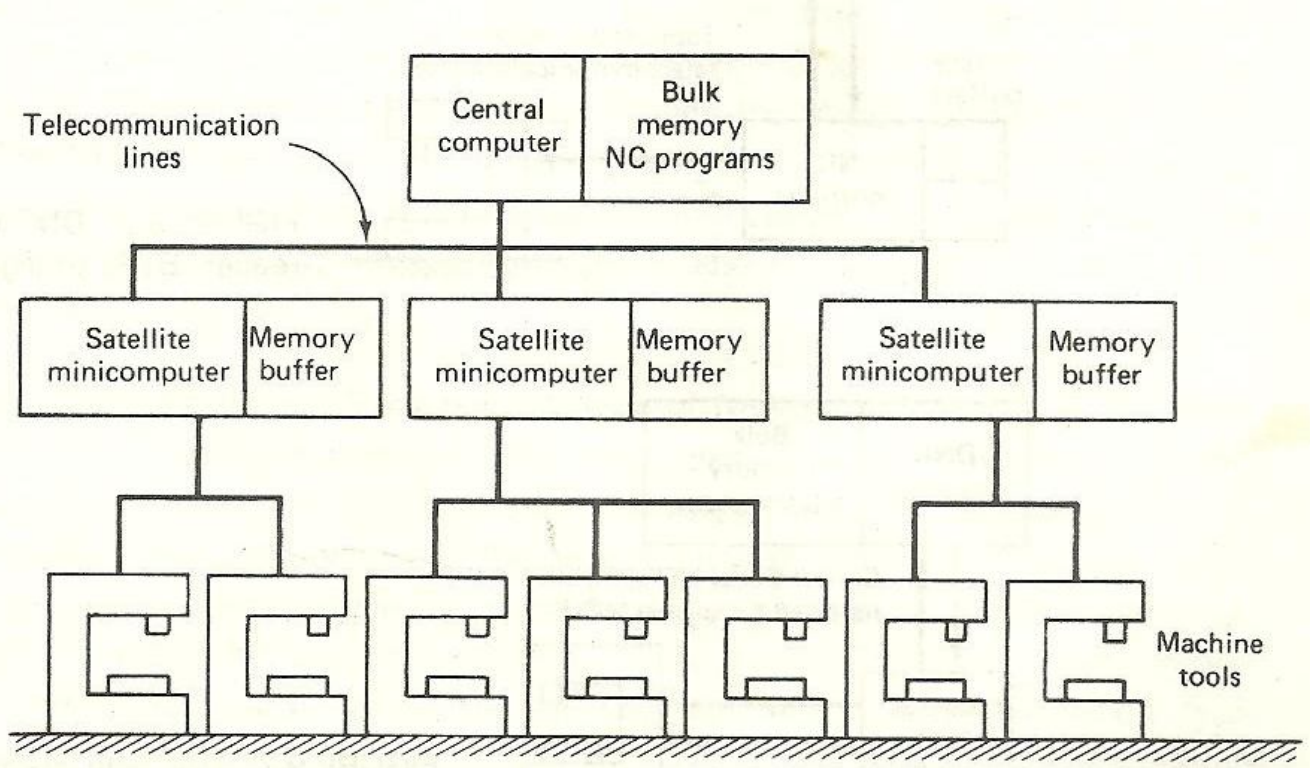 Central
computer
Bulk
memory
NC programs
Telecommunication
lines
Satellite
minicomputer
Memory
buffer
Satellite
minicomputer
Memory
buffer
Satellite
minicomputer
Memory
buffer
Machine
tools